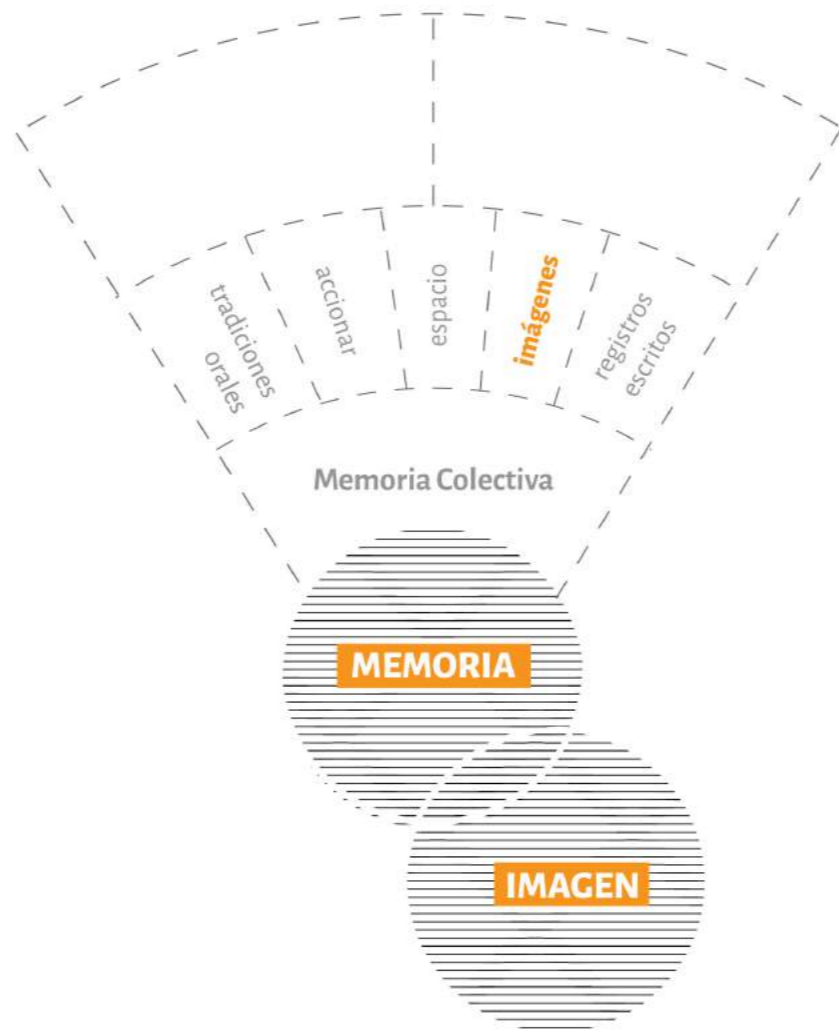 tradiciones
orales
accionar
espacio
imágenes
registros
escritos
Memoria Colectiva
MEMORIA
IMAGEN